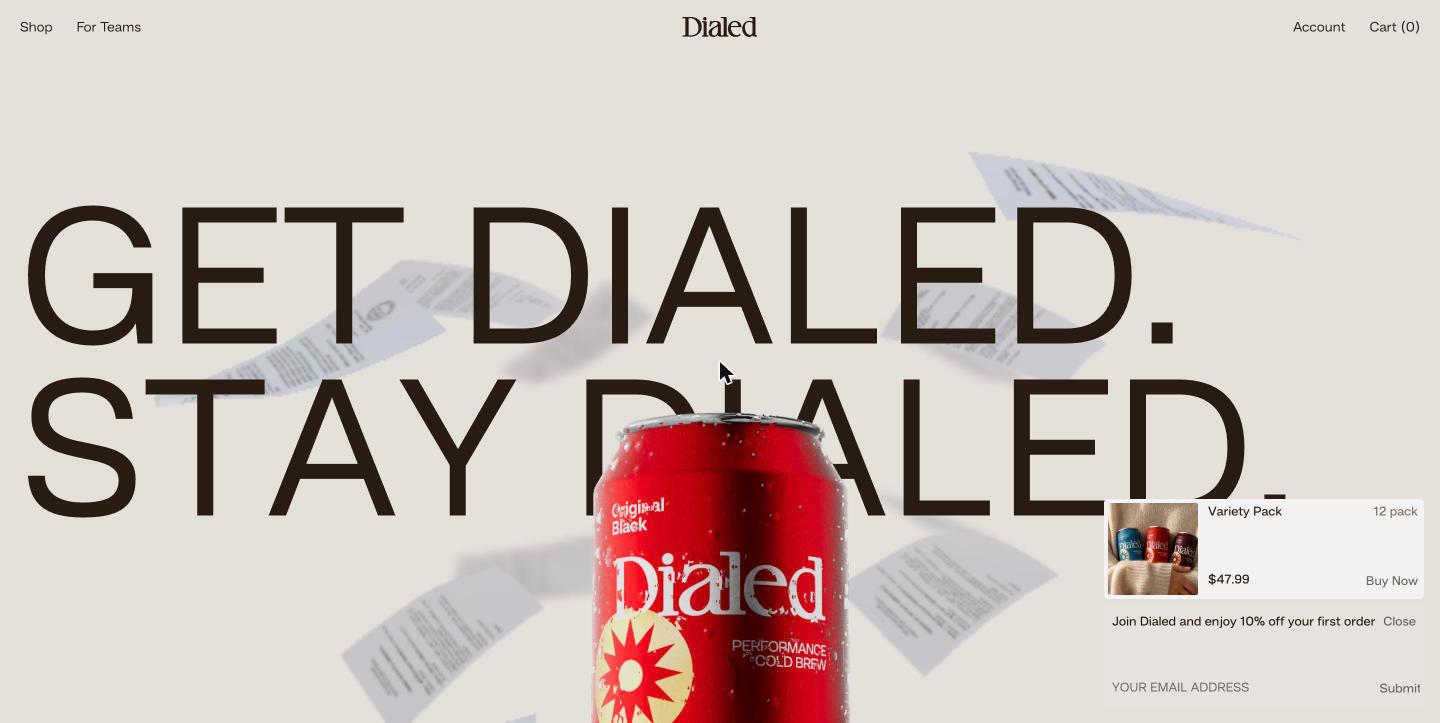 Shop
For Teams
Dialed
Account
Cart (0)
GET DIALED.
STAY DIALED.
Original
Black
Dialed
PERFORMANCE
COLD BREW
Variety Pack
12 pack
$47.99
Buy Now
Join Dialed and enjoy 10% off your first order
Close
YOUR EMAIL ADDRESS
Submit